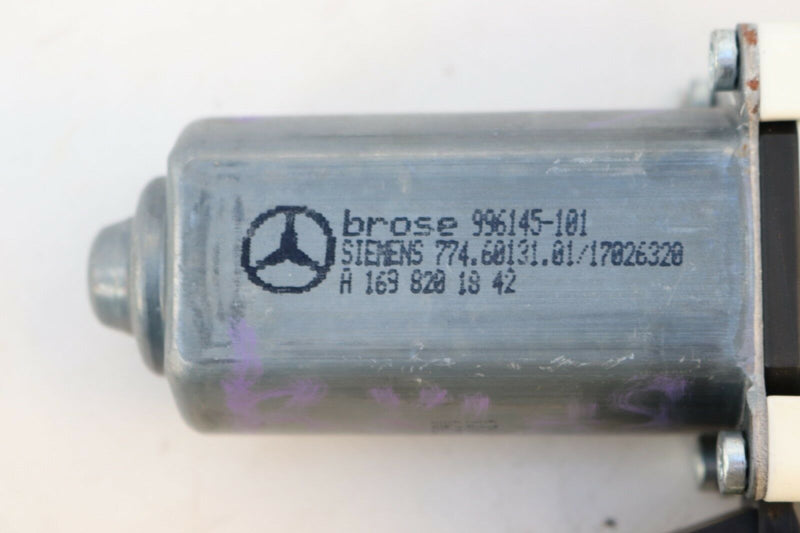 brose 996145-101
SIEMENS 774.60131.01/17026320
A 169 820 18 42